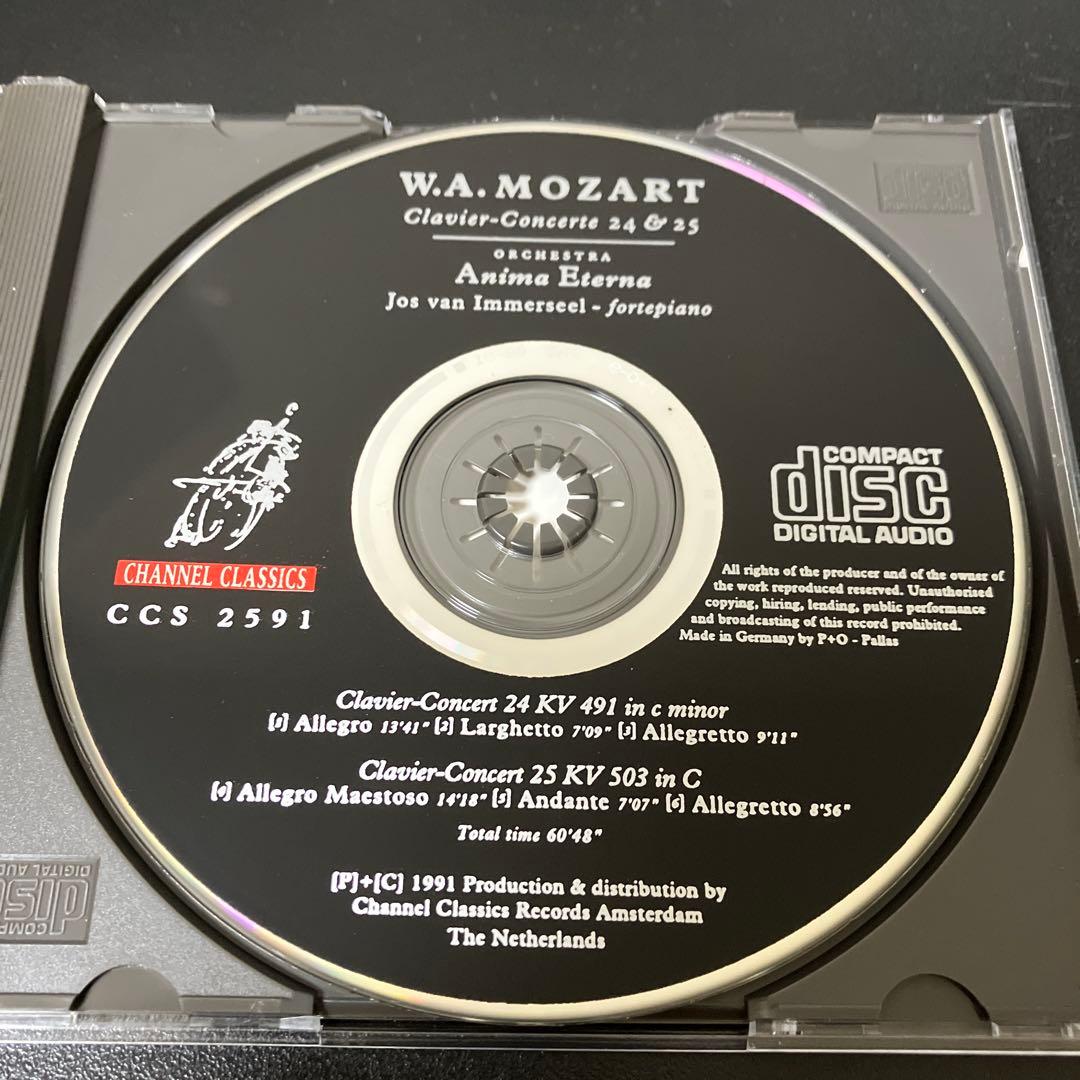 W.A. MOZART
Clavier-Concerte 24 & 25
ORCHESTRA
Anima Eterna
Jos van Immerseel - fortepiano
COMPACT
disc
DIGITAL AUDIO
CHANNEL CLASSICS
CCS 2591
All rights of the producer and of the owner of
the work reproduced reserved. Unauthorised
copying, hiring, lending, public performance
and broadcasting of this record prohibited.
Made in Germany by P+O - Pallas
Clavier-Concert 24 KV 491 in c minor
[1] Allegro 13'41" [2] Larghetto 7'09" [3] Allegretto 9'11"
Clavier-Concert 25 KV 503 in C
[4] Allegro Maestoso 14'18" [5] Andante 7'07" [6] Allegretto 8'56"
Total time 60'48"
[P]+[C] 1991 Production & distribution by
Channel Classics Records Amsterdam
The Netherlands